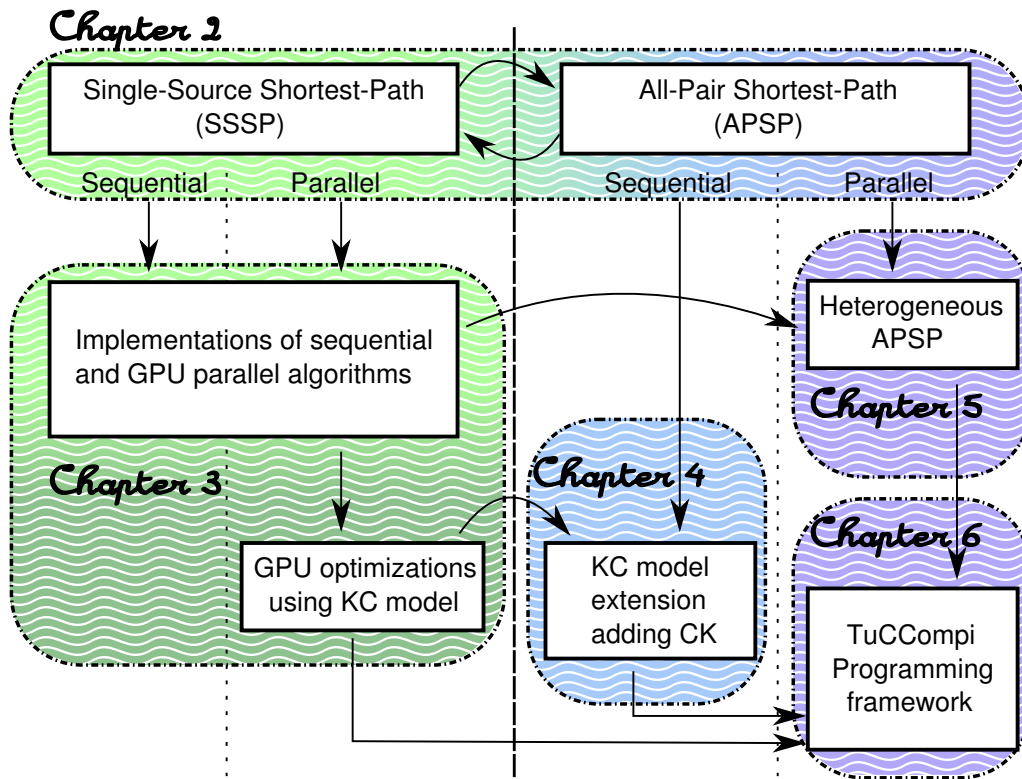 Chapter 2
Single-Source Shortest-Path
(SSSP)
All-Pair Shortest-Path
(APSP)
Sequential
Parallel
Sequential
Parallel
Implementations of sequential
and GPU parallel algorithms
Heterogeneous
APSP
Chapter 5
Chapter 3
Chapter 4
Chapter 6
GPU optimizations
using KC model
KC model
extension
adding CK
TuCCompi
Programming
framework